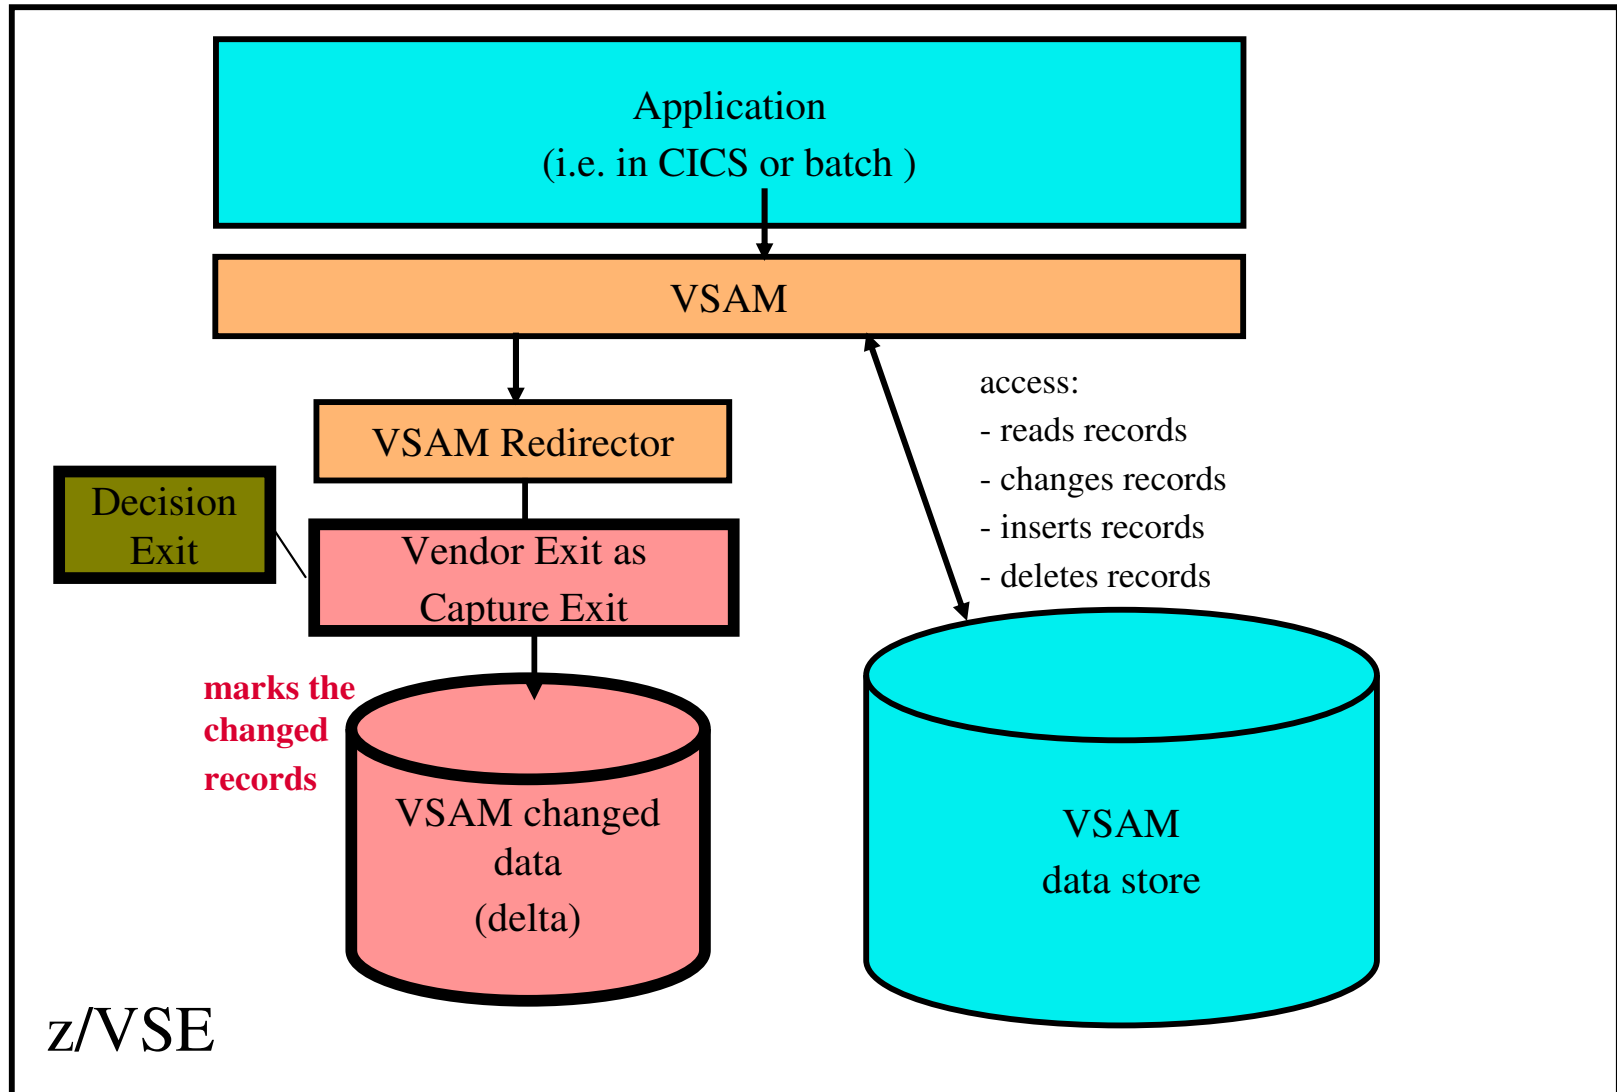 Application
(i.e. in CICS or batch )
VSAM
access:
- reads records
- changes records
- inserts records
- deletes records
VSAM Redirector
Decision
Exit
Vendor Exit as
Capture Exit
marks the
changed
records
VSAM changed
data
(delta)
VSAM
data store
z/VSE